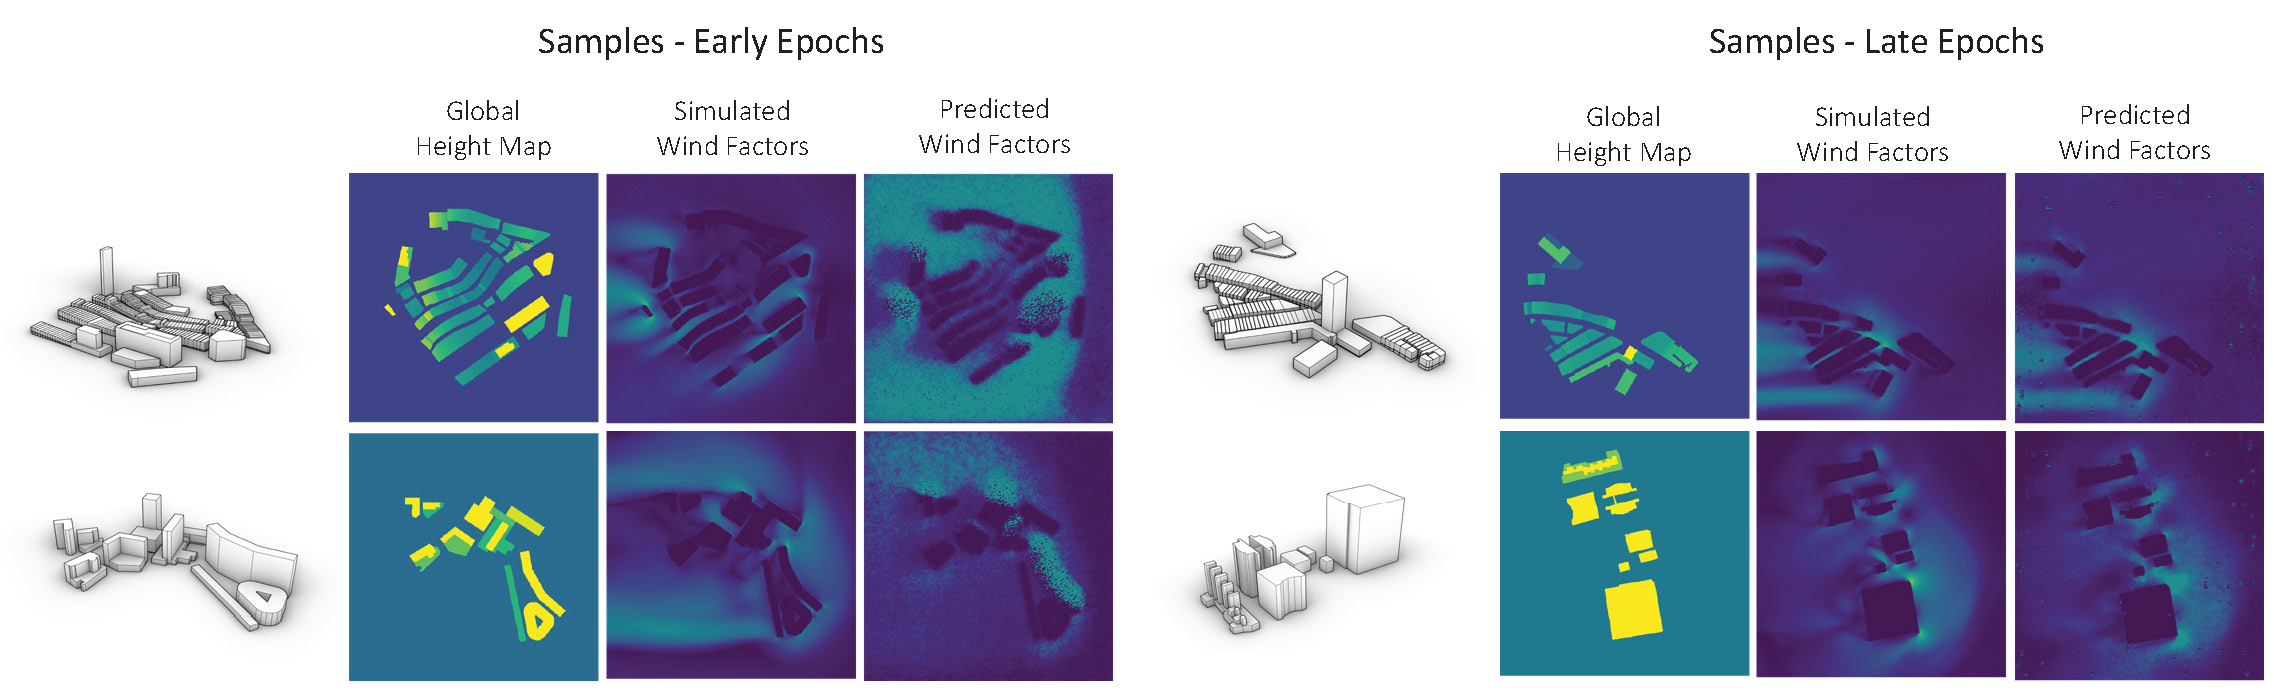 Samples - Early Epochs
Global
Height Map
Simulated
Wind Factors
Predicted
Wind Factors
Samples - Late Epochs
Global
Height Map
Simulated
Wind Factors
Predicted
Wind Factors